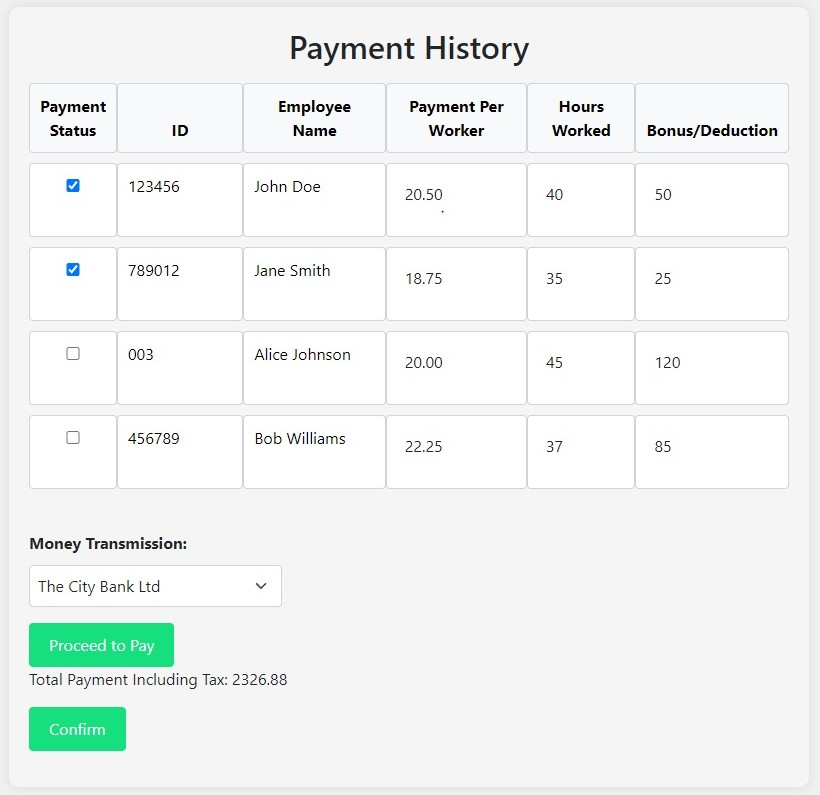 Payment History
Payment Status ID Employee Name Payment Per Worker Hours Worked Bonus/Deduction
123456 John Doe 20.50 40 50
789012 Jane Smith 18.75 35 25
003 Alice Johnson 20.00 45 120
456789 Bob Williams 22.25 37 85
Money Transmission:
The City Bank Ltd
Proceed to Pay
Total Payment Including Tax: 2326.88
Confirm